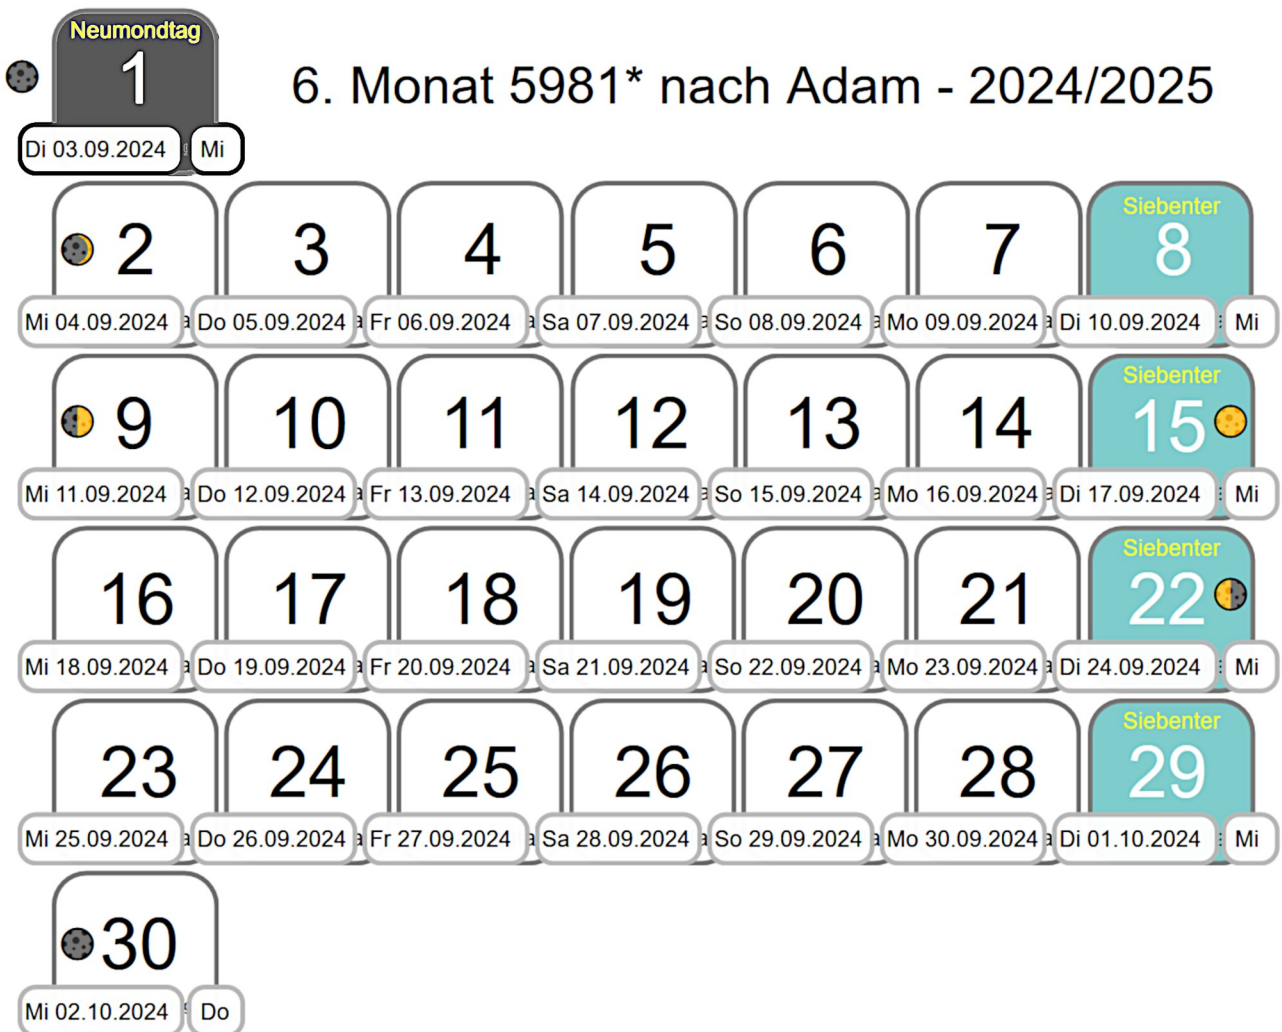 Neumondtag
1
6. Monat 5981* nach Adam - 2024/2025
Di 03.09.2024 Mi
Siebenter
2 3 4 5 6 7 8
Mi 04.09.2024 Do 05.09.2024 Fr 06.09.2024 Sa 07.09.2024 So 08.09.2024 Mo 09.09.2024 Di 10.09.2024 Mi
Siebenter
9 10 11 12 13 14 15
Mi 11.09.2024 Do 12.09.2024 Fr 13.09.2024 Sa 14.09.2024 So 15.09.2024 Mo 16.09.2024 Di 17.09.2024 Mi
Siebenter
16 17 18 19 20 21 22
Mi 18.09.2024 Do 19.09.2024 Fr 20.09.2024 Sa 21.09.2024 So 22.09.2024 Mo 23.09.2024 Di 24.09.2024 Mi
Siebenter
23 24 25 26 27 28 29
Mi 25.09.2024 Do 26.09.2024 Fr 27.09.2024 Sa 28.09.2024 So 29.09.2024 Mo 30.09.2024 Di 01.10.2024 Mi
30
Mi 02.10.2024 Do